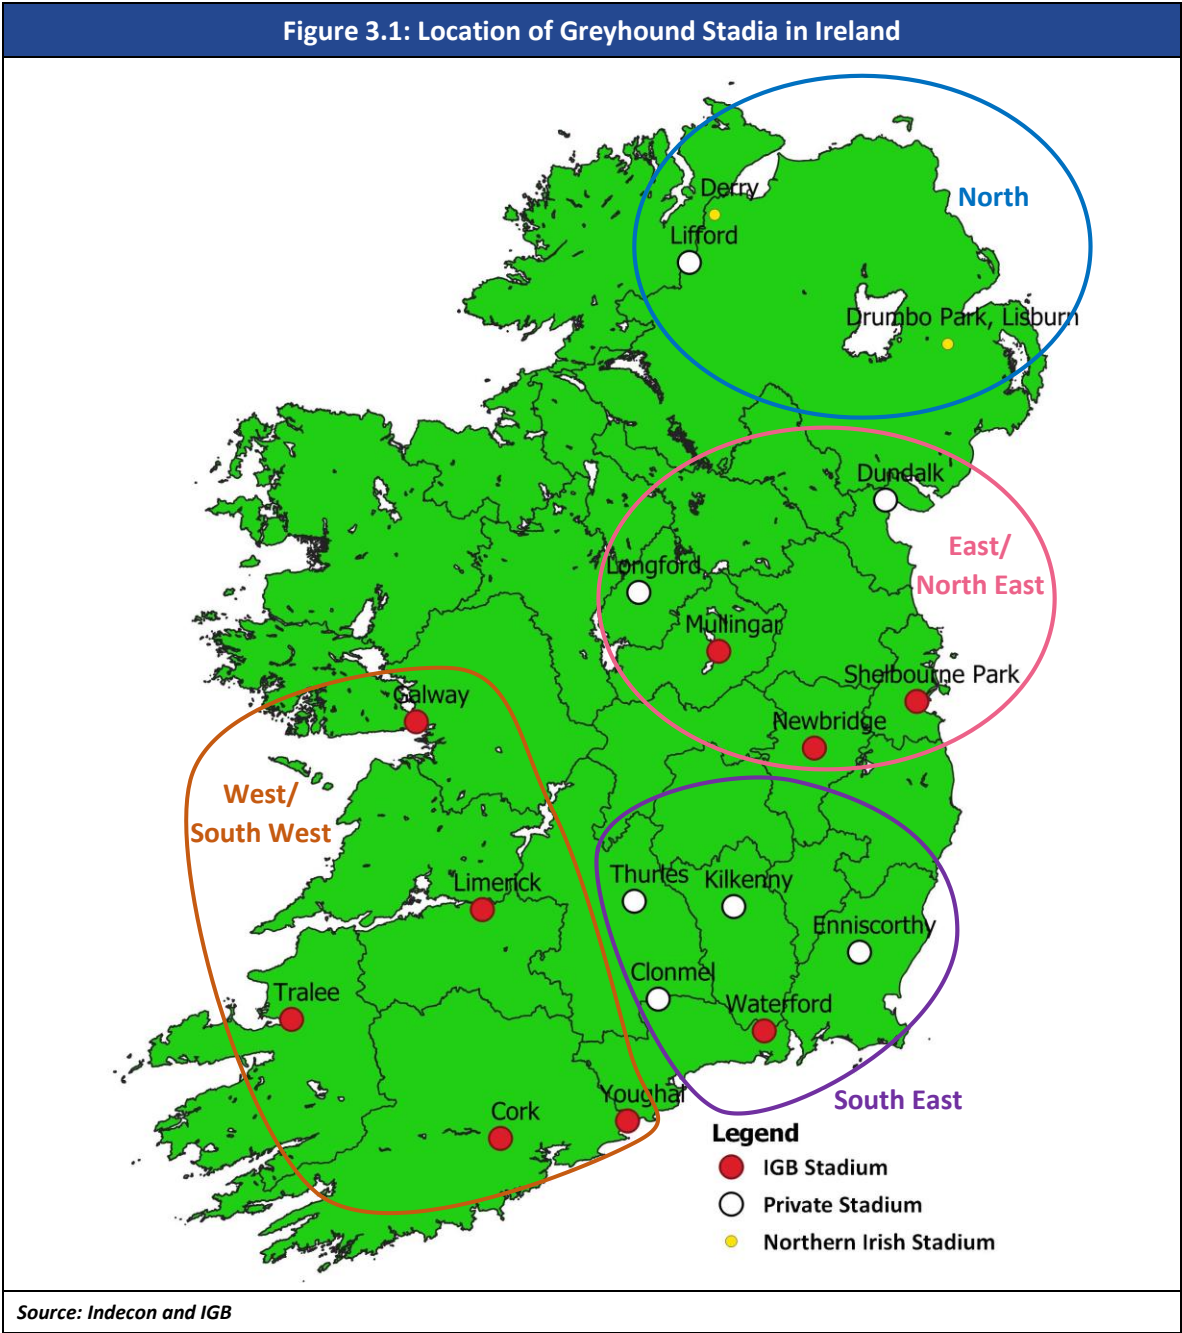 Figure 3.1: Location of Greyhound Stadia in Ireland
Derry
North
Lifford
Drumbo Park, Lisburn
Dundalk
East/
North East
Longford
Mullingar
Shelbourne Park
Galway
Newbridge
West/
South West
Thurles
Kilkenny
Limerick
Enniscorthy
Clonmel
Tralee
Waterford
Youghal
South East
Cork
Legend
IGB Stadium
Private Stadium
Northern Irish Stadium
Source: Indecon and IGB